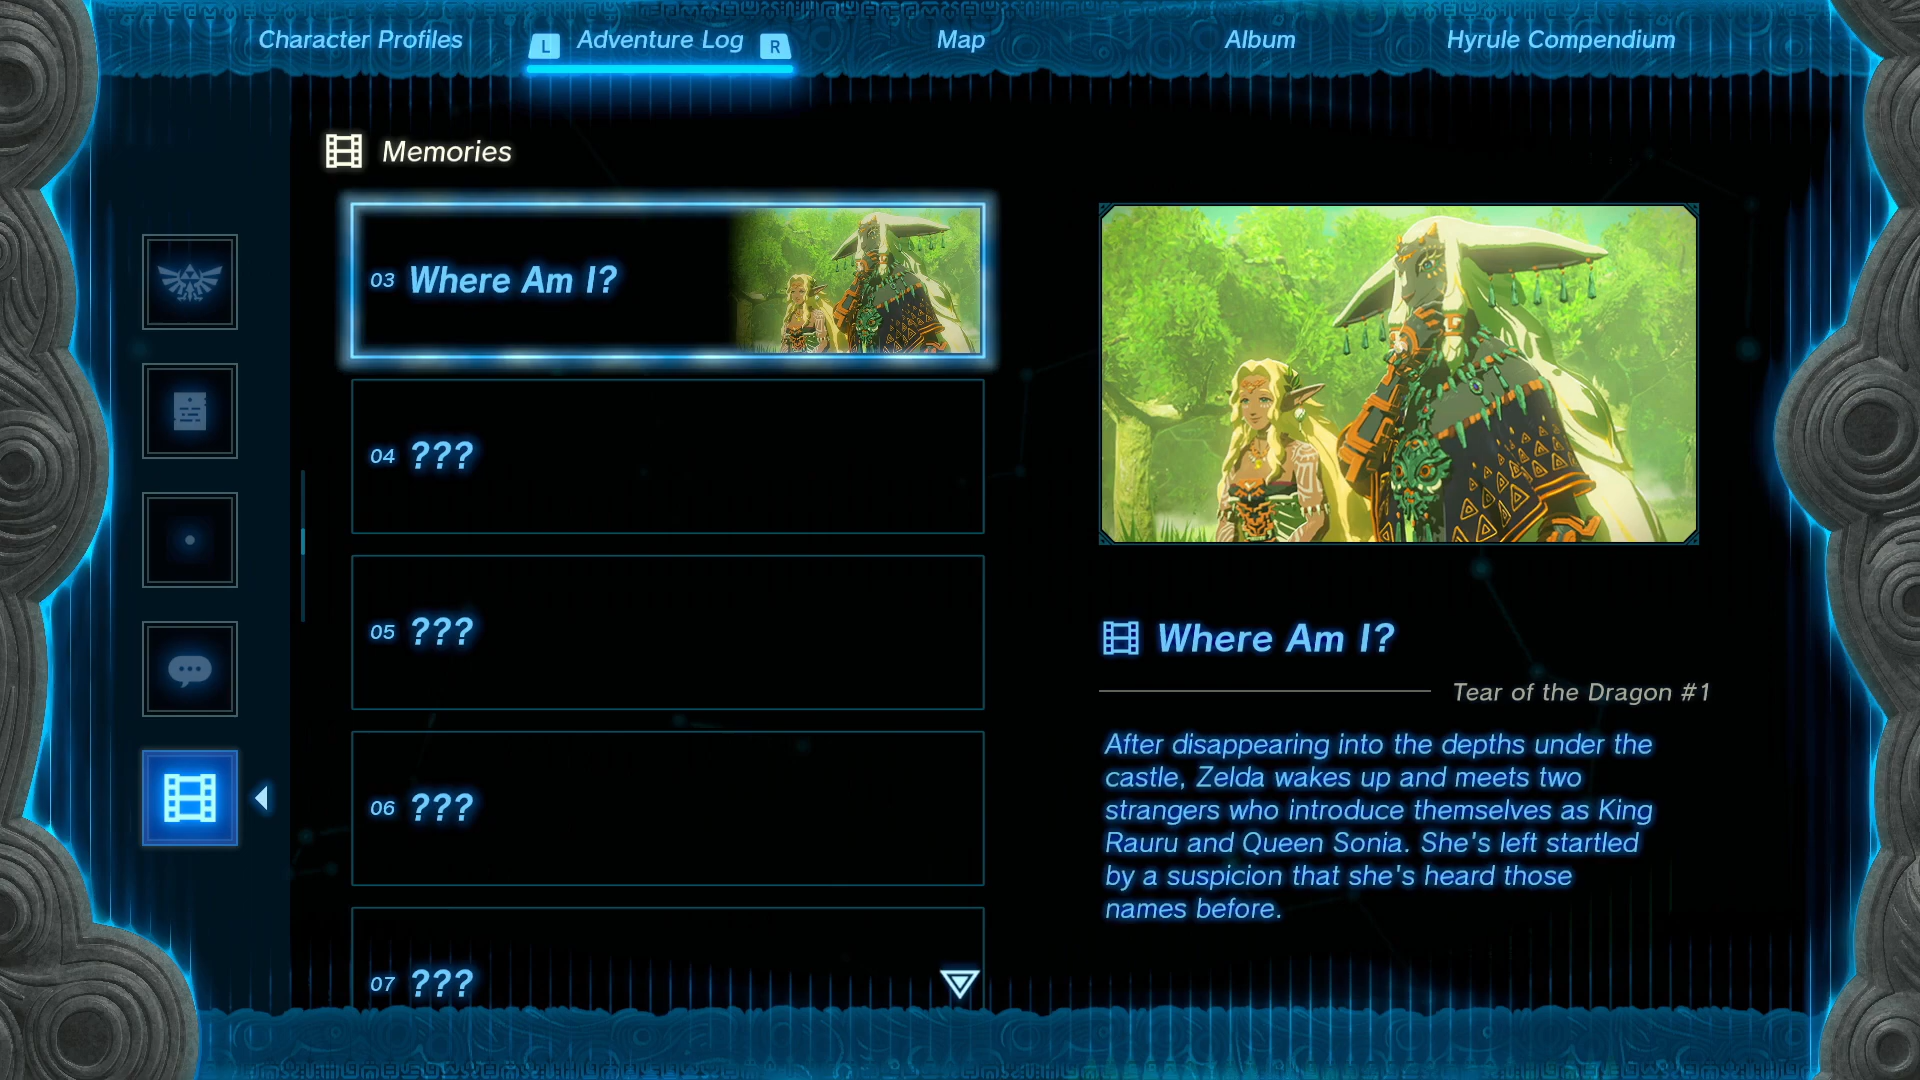 Character Profiles
L
Adventure Log
R
Map
Album
Hyrule Compendium
Memories
03 Where Am I?
04 ???
05 ???
06 ???
07 ???
Where Am I?
Tear of the Dragon #1
After disappearing into the depths under the
castle, Zelda wakes up and meets two
strangers who introduce themselves as King
Rauru and Queen Sonia. She's left startled
by a suspicion that she's heard those
names before.